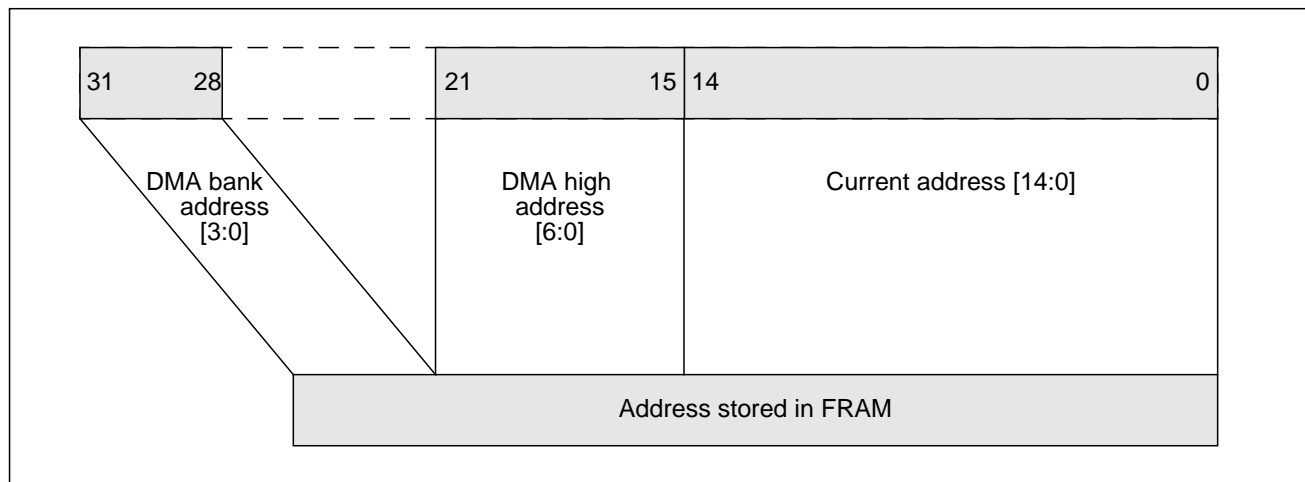 31 28 21 15 14 0
DMA bank
address
[3:0]
DMA high
address
[6:0]
Current address [14:0]
Address stored in FRAM